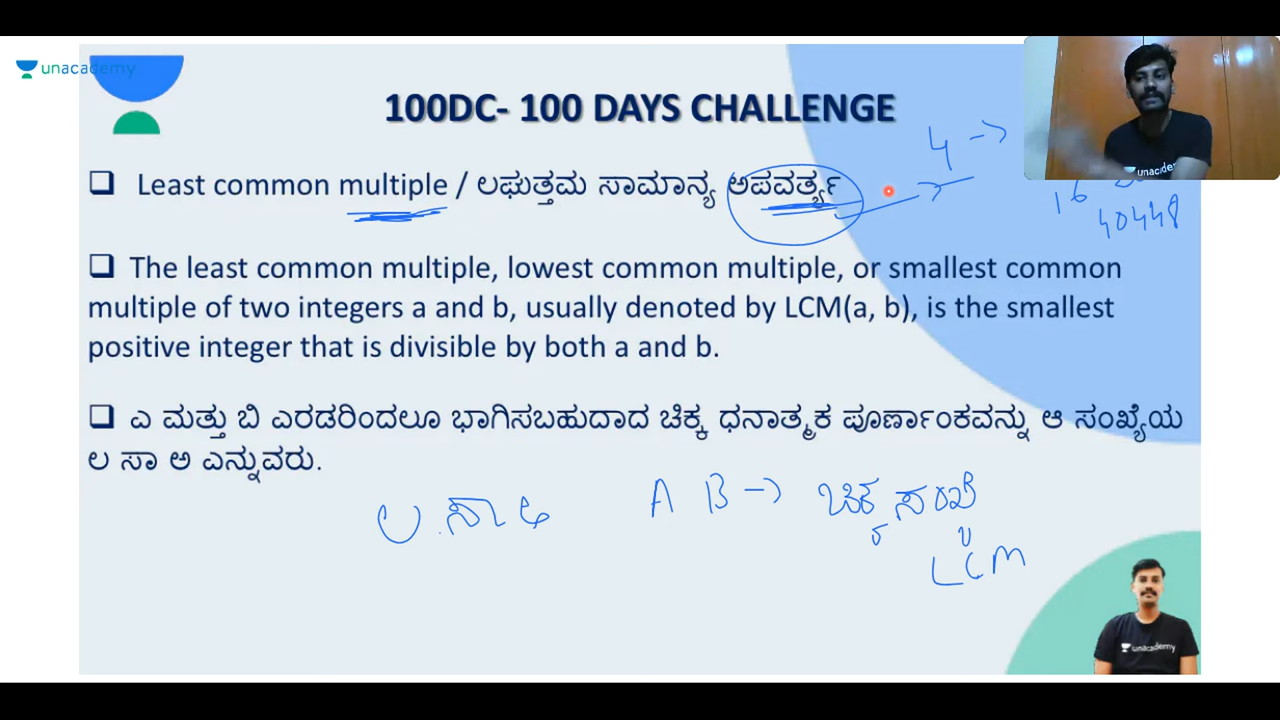 unacademy
100DC- 100 DAYS CHALLENGE
4 →
❑ Least common multiple / ಲಘುತ್ತಮ ಸಾಮಾನ್ಯ ಅಪವರ್ತ್ಯ
16
40448
❑ The least common multiple, lowest common multiple, or smallest common
multiple of two integers a and b, usually denoted by LCM(a, b), is the smallest
positive integer that is divisible by both a and b.
❑ ಎ ಮತ್ತು ಬಿ ಎರಡರಿಂದಲೂ ಭಾಗಿಸಬಹುದಾದ ಚಿಕ್ಕ ಧನಾತ್ಮಕ ಪೂರ್ಣಾಂಕವನ್ನು ಆ ಸಂಖ್ಯೆಯ
ಲ ಸಾ ಅ ಎನ್ನುವರು.
ಲ.ಸಾ ಅ A B → ಚಿಕ್ಕ ಸಂಖ್ಯೆ
LCM
unacademy